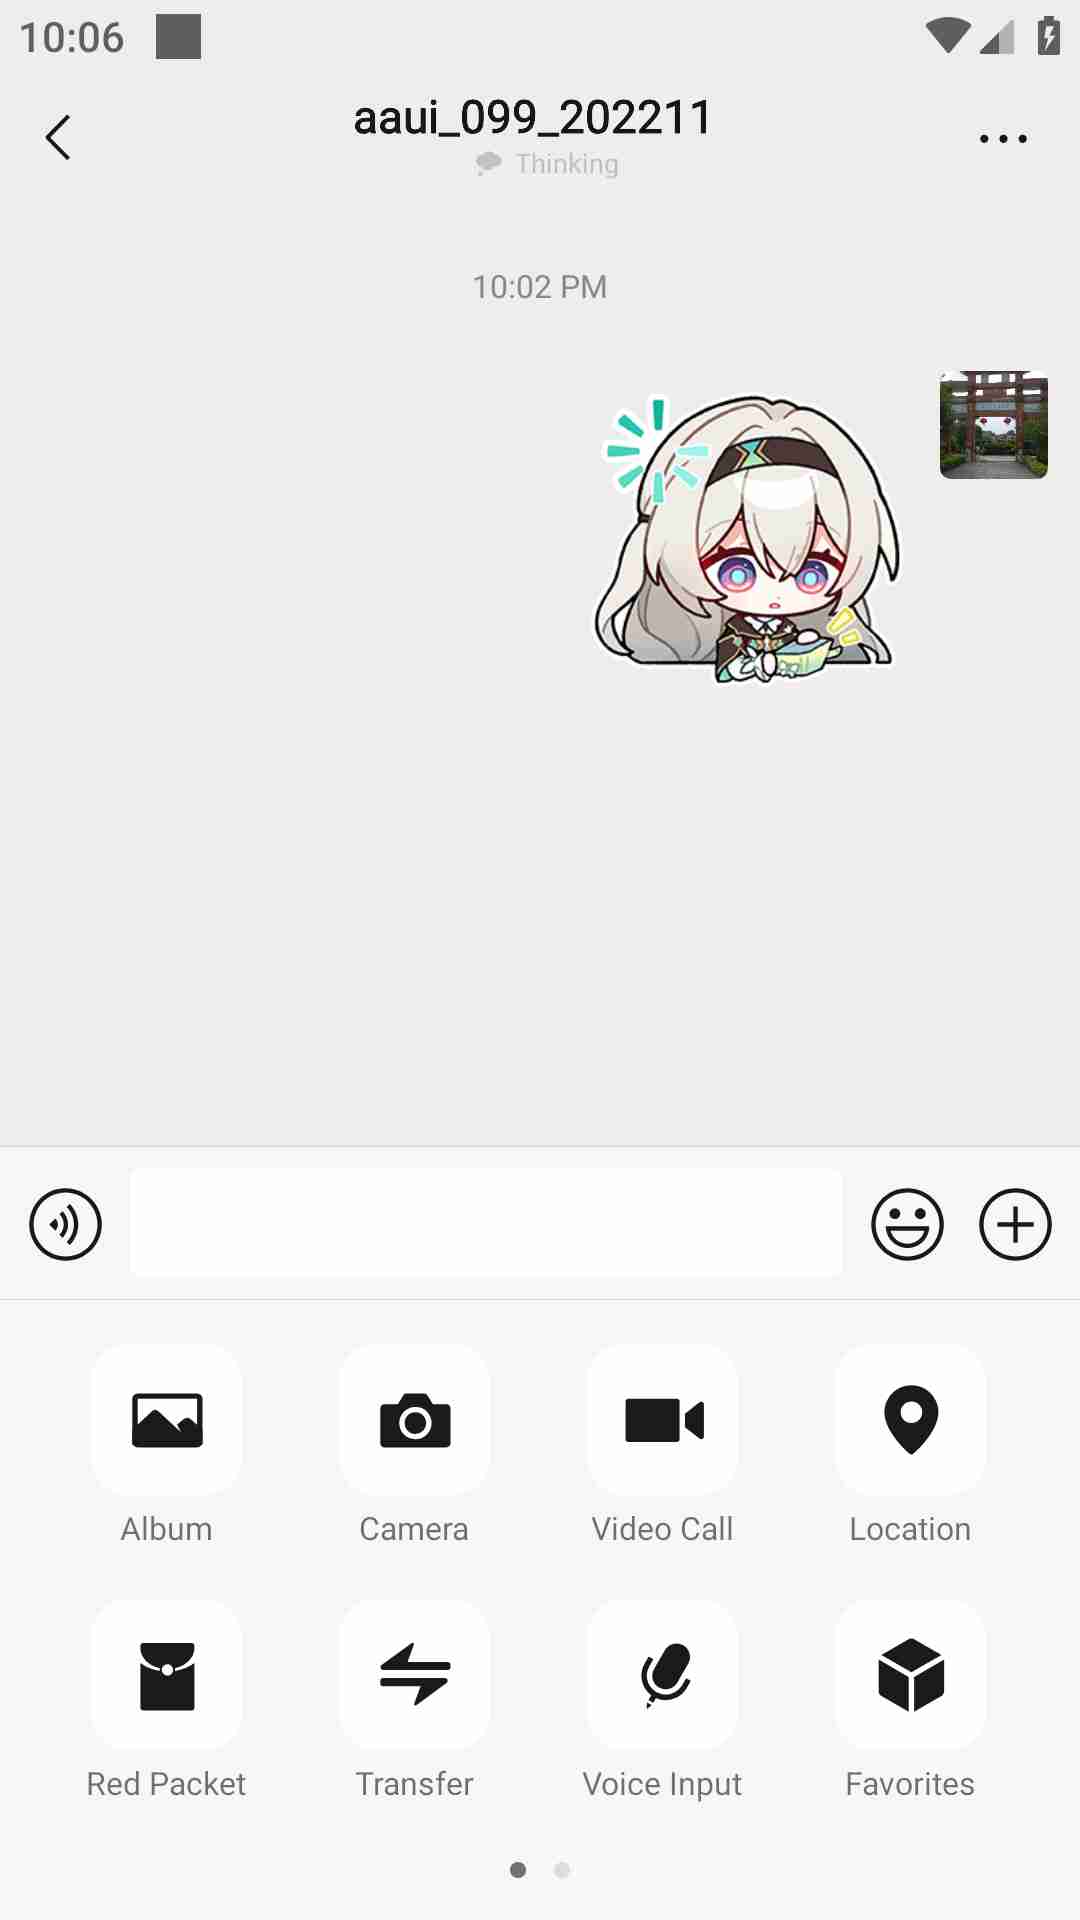 10:06
aaui_099_202211
Thinking
10:02 PM
Album
Camera
Video Call
Location
Red Packet
Transfer
Voice Input
Favorites